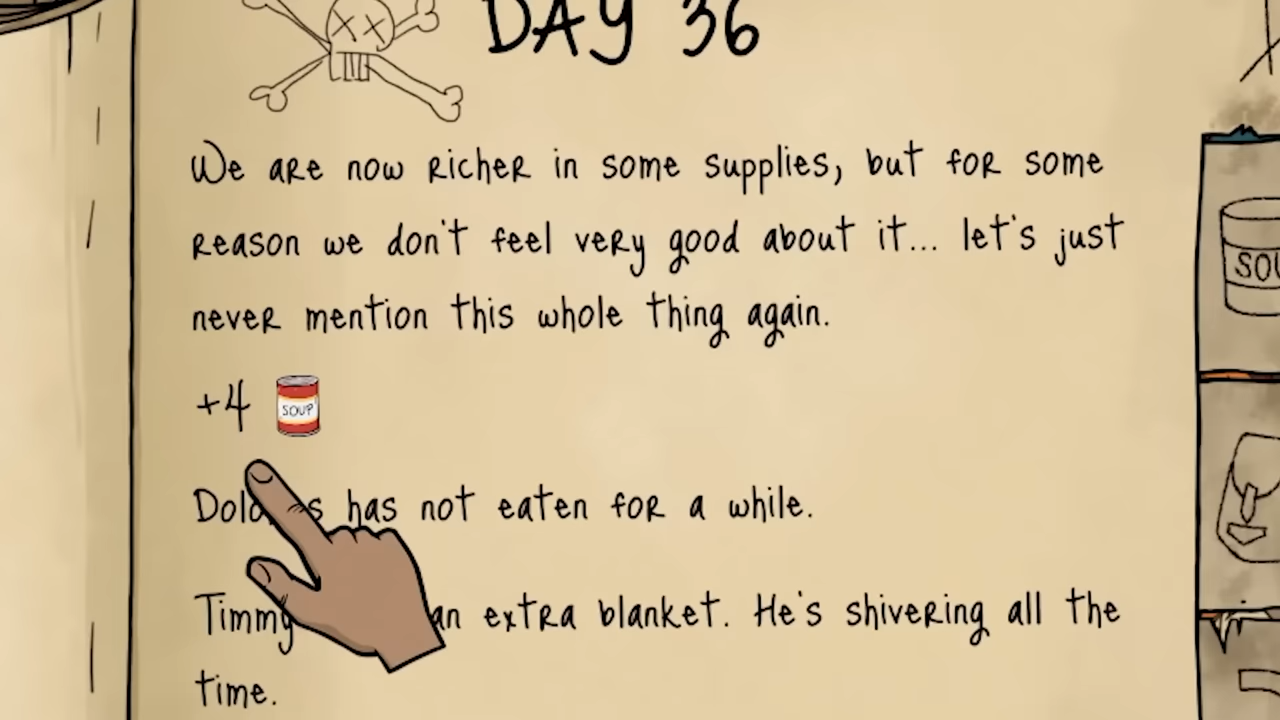 DAY 36
We are now richer in some supplies, but for some
reason we don't feel very good about it... let's just
never mention this whole thing again.
+4 SOUP
has not eaten for a while.
Timmy an extra blanket. He's shivering all the
time.